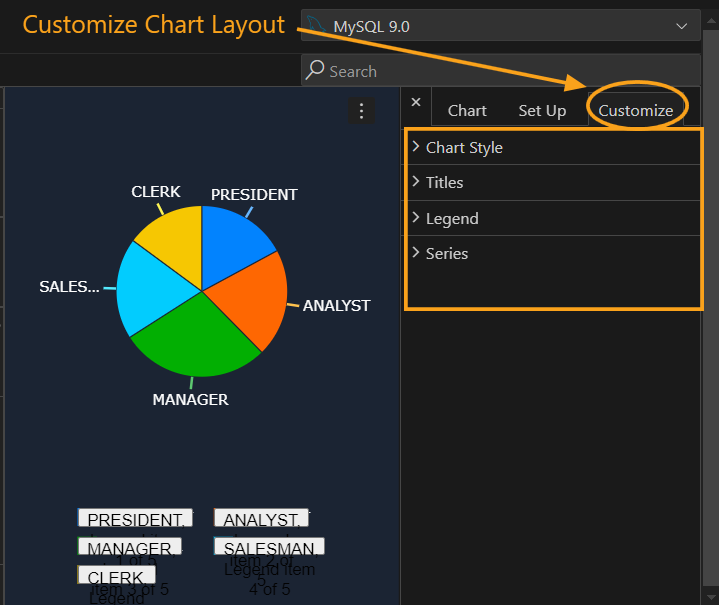 Customize Chart Layout
MySQL 9.0
Search
Chart Set Up Customize
Chart Style
Titles
Legend
Series
CLERK
PRESIDENT
SALES...
ANALYST
MANAGER
PRESIDENT,
ANALYST,
MANAGER,
1 of 5
SALESMAN,
item 2 of
Legend item
5
CLERK
item 3 of 5
4 of 5
Legend